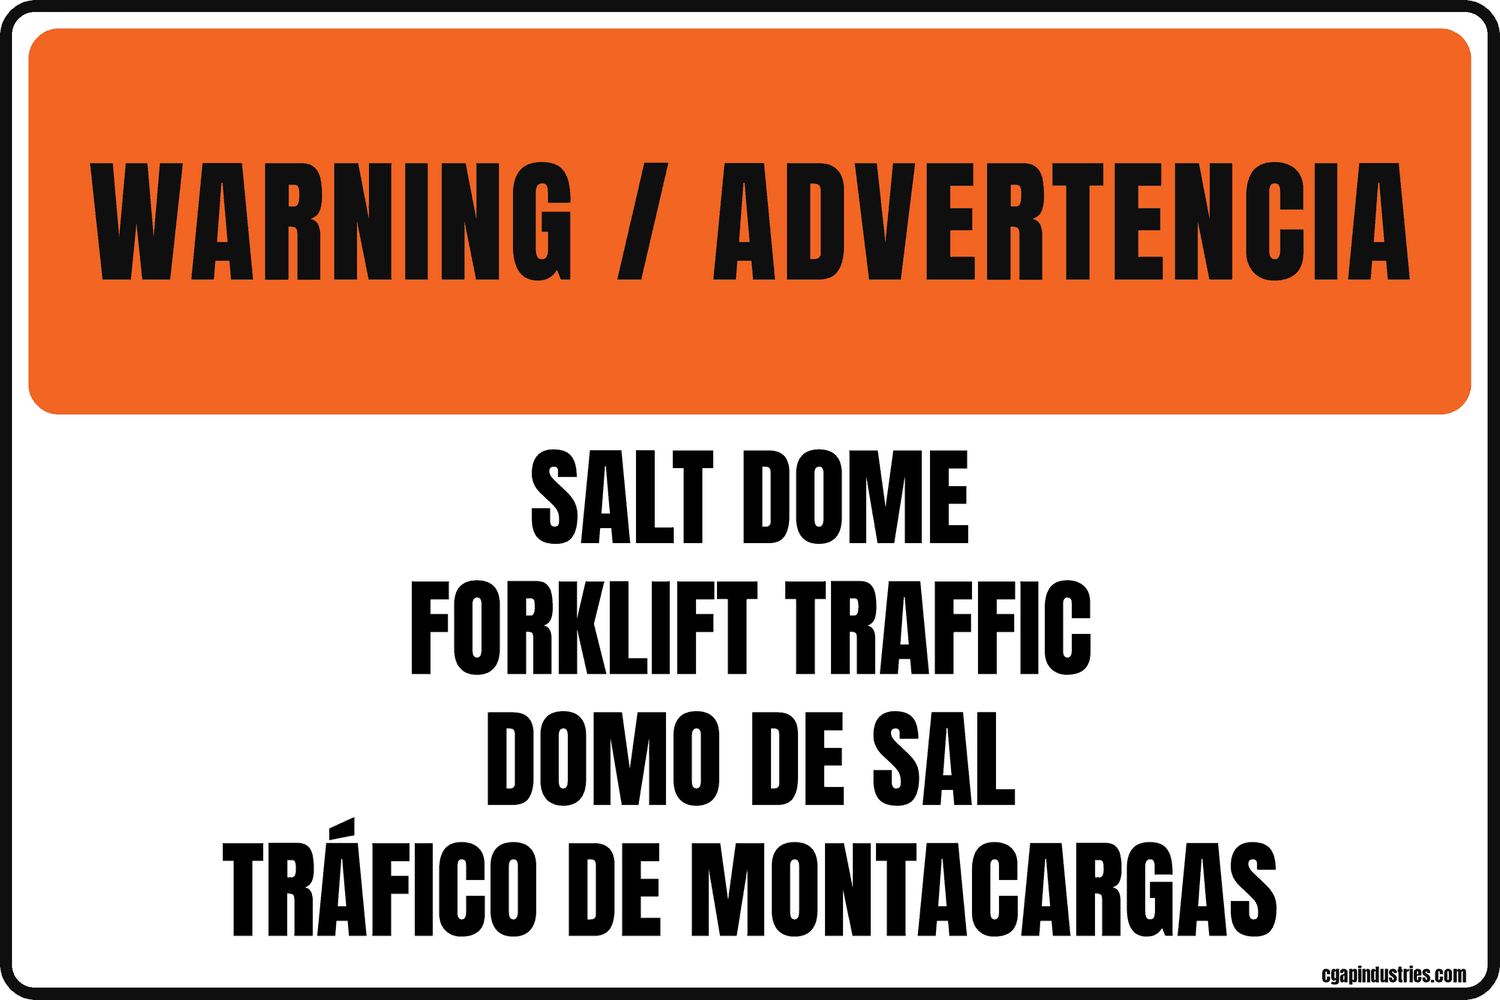 WARNING / ADVERTENCIA
SALT DOME
FORKLIFT TRAFFIC
DOMO DE SAL
TRÁFICO DE MONTACARGAS
cgapindustries.com